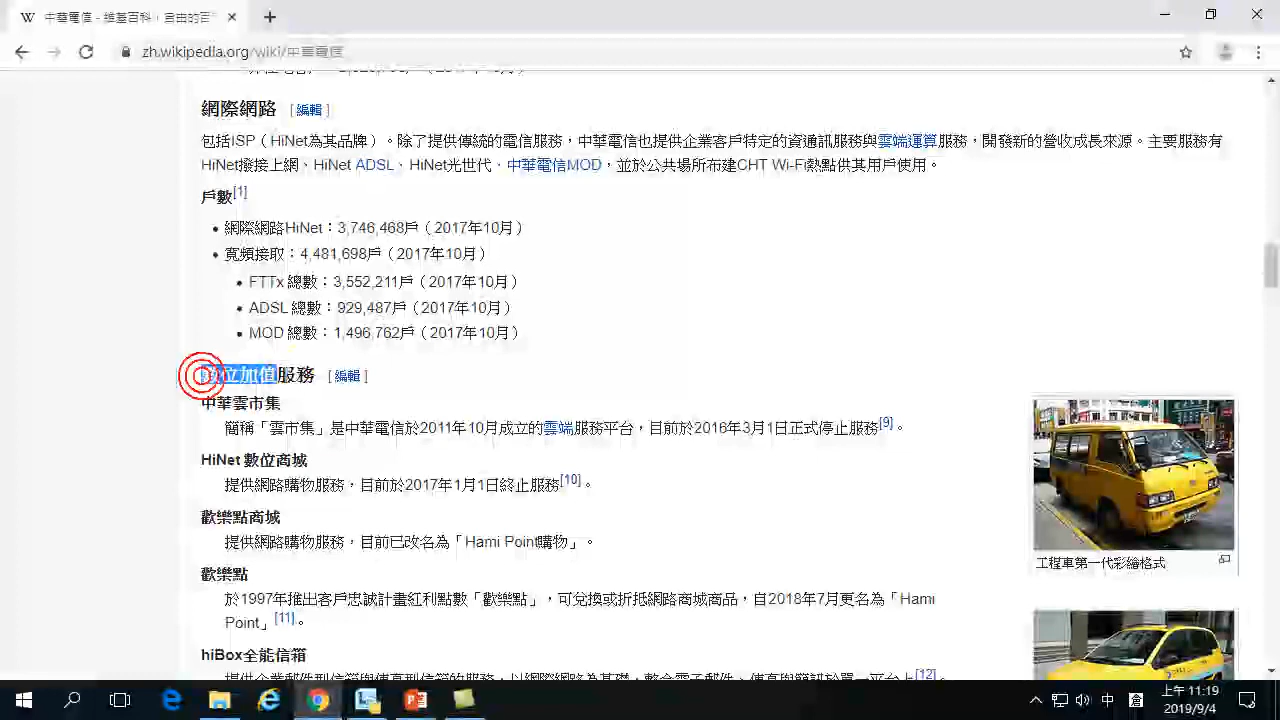 中華電信 - 維基百科，自由的百
zh.wikipedia.org/wiki/中華電信
網際網路 [編輯]
包括ISP（HiNet為其品牌）。除了提供傳統的電信服務，中華電信也提供企業客戶特定的資通訊服務與雲端運算服務，開發新的營收成長來源。主要服務有
HiNet撥接上網、HiNet ADSL、HiNet光世代、中華電信MOD，並於公共場所布建CHT Wi-Fi熱點供其用戶使用。
戶數[1]
網際網路HiNet：3,746,468戶（2017年10月）
寬頻接取：4,481,698戶（2017年10月）
FTTx 總數：3,552,211戶（2017年10月）
ADSL 總數：929,487戶（2017年10月）
MOD 總數：1,496,762戶（2017年10月）
數位加值服務 [編輯]
中華雲市集
簡稱「雲市集」是中華電信於2011年10月成立的雲端服務平台，目前於2016年3月1日正式停止服務[9]。
HiNet 數位商城
提供網路購物服務，目前於2017年1月1日終止服務[10]。
歡樂點商城
提供網路購物服務，目前已改名為「Hami Point購物」。
工程車第一代彩繪格式
歡樂點
於1997年推出客戶忠誠計畫紅利點數「歡樂點」，可兌換或折抵網路商城商品，自2018年7月更名為「Hami
Point」[11]。
hiBox全能信箱
中
上午 11:19
2019/9/4